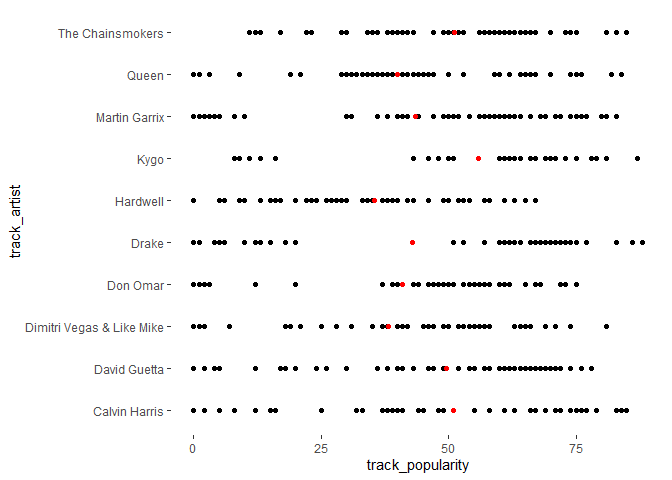 The Chainsmokers
Queen
Martin Garrix
Kygo
Hardwell
Drake
Don Omar
Dimitri Vegas & Like Mike
David Guetta
Calvin Harris
track_artist
0 25 50 75
track_popularity